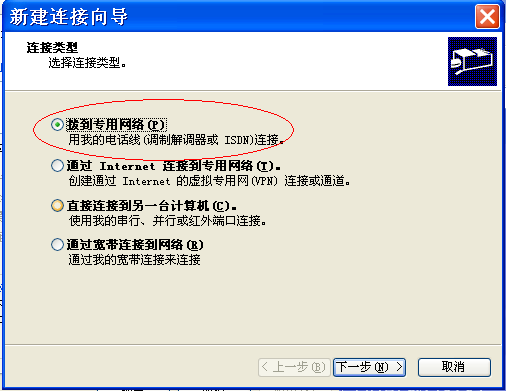 新建连接向导
连接类型
选择连接类型。
拨到专用网络(P)
用我的电话线(调制解调器或 ISDN)连接。
通过 Internet 连接到专用网络(T)。
创建通过 Internet 的虚拟专用网(VPN) 连接或通道。
直接连接到另一台计算机(C)。
使用我的串行、并行或红外端口连接。
通过宽带连接到网络(R)
通过我的宽带连接来连接
< 上一步(B) 下一步(N) > 取消